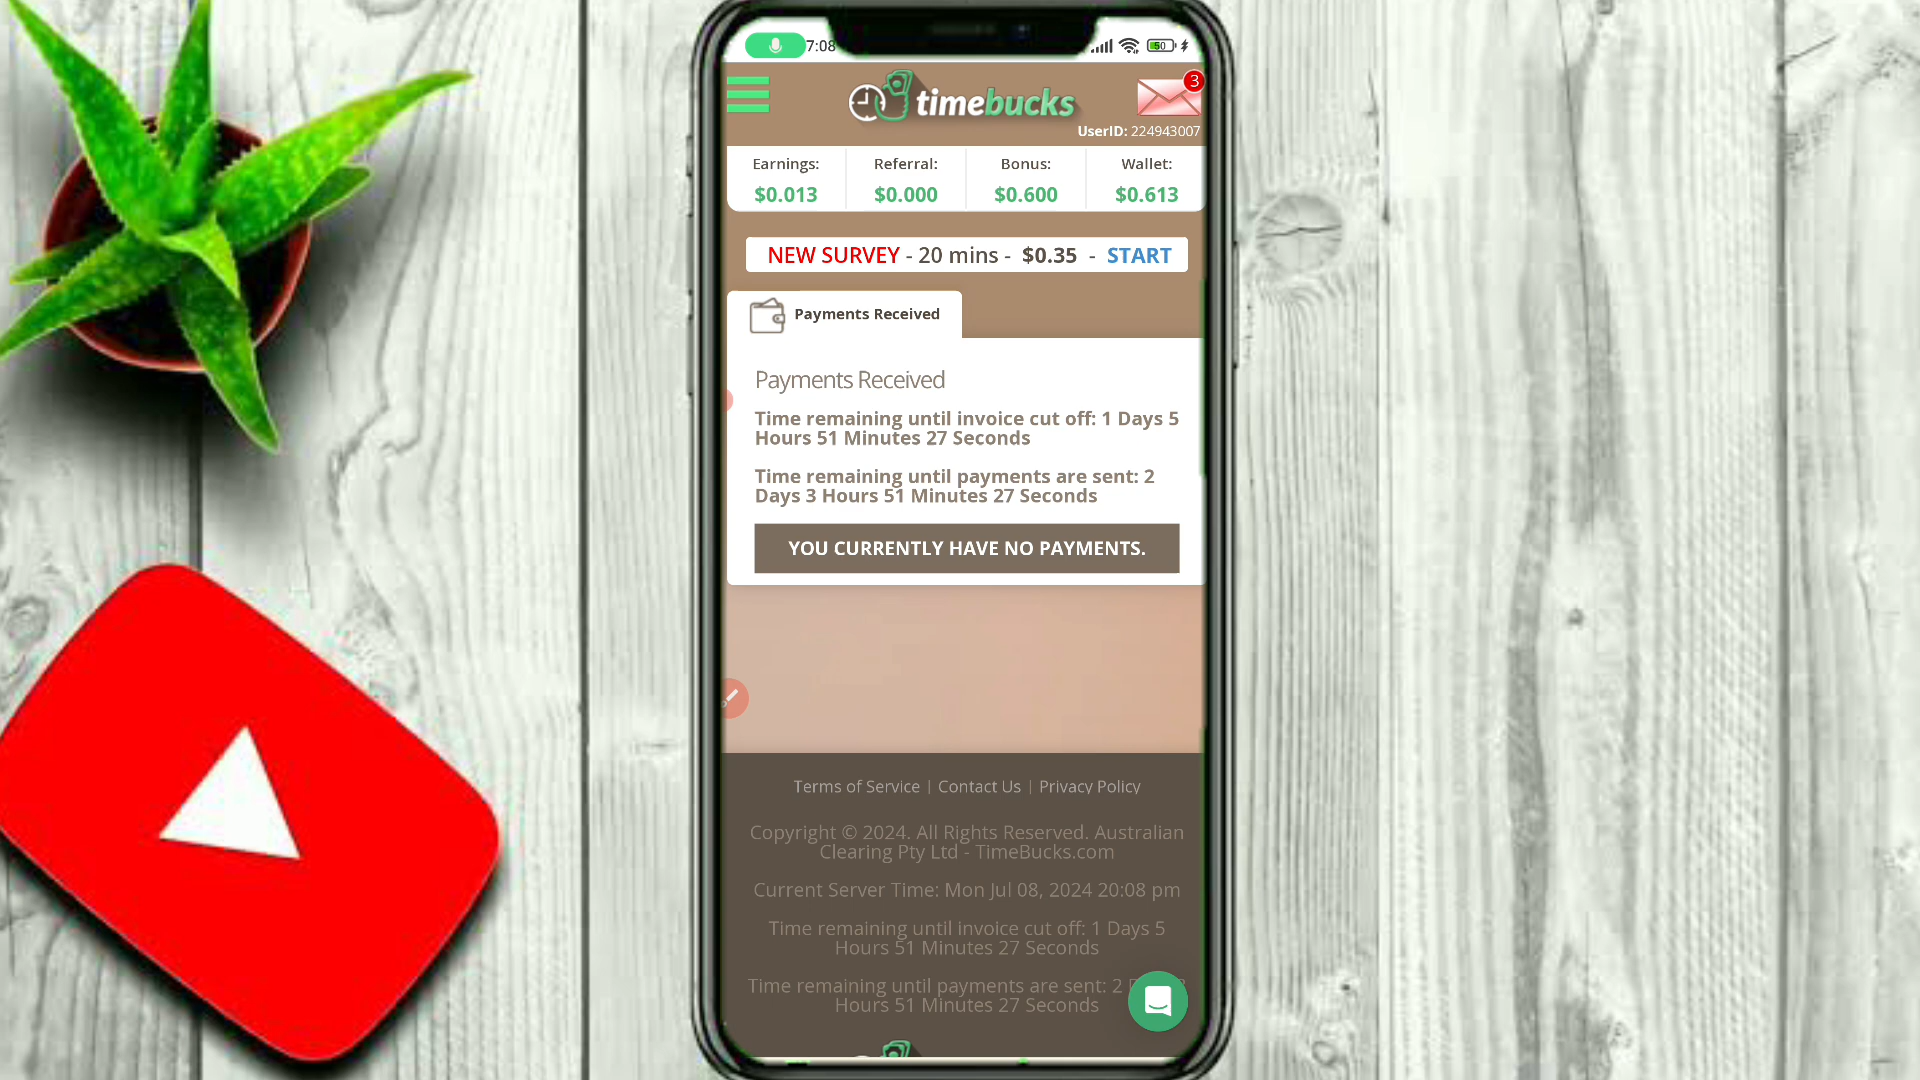 7:08
50
timebucks
3
UserID: 224943007
Earnings: Referral: Bonus: Wallet:
$0.013 $0.000 $0.600 $0.613
NEW SURVEY - 20 mins - $0.35 - START
Payments Received
Payments Received
Time remaining until invoice cut off: 1 Days 5
Hours 51 Minutes 27 Seconds
Time remaining until payments are sent: 2
Days 3 Hours 51 Minutes 27 Seconds
YOU CURRENTLY HAVE NO PAYMENTS.
Terms of Service | Contact Us | Privacy Policy
Copyright © 2024. All Rights Reserved. Australian
Clearing Pty Ltd - TimeBucks.com
Current Server Time: Mon Jul 08, 2024 20:08 pm
Time remaining until invoice cut off: 1 Days 5
Hours 51 Minutes 27 Seconds
Time remaining until payments are sent: 2
Hours 51 Minutes 27 Seconds